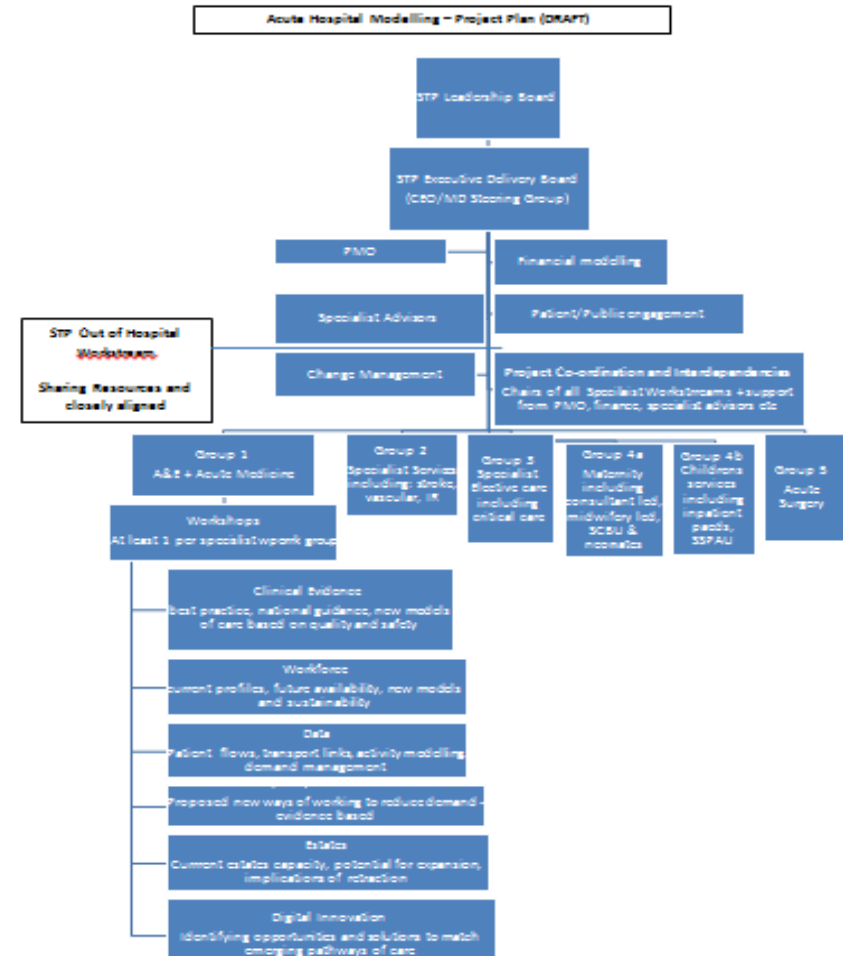 Acute Hospital Modelling – Project Plan (DRAFT)
STP Leadership Board
STP Executive Delivery Board
(CEO/MD Steering Group)
PMO
Financial modelling
Specialist Advisors
Patient/Public engagement
STP Out of Hospital
Workstream
Sharing Resources and
closely aligned
Change Management
Project Co-ordination and Interdependencies
Chairs of all Specialist Workstreams +support
from PMO, finance, specialist advisors etc
Group 1
A&E + Acute Medicine
Group 2
Specialist Services
including: stroke,
vascular, IR
Group 3
Specialist
Elective care
including
critical care
Group 4a
Maternity
including
consultant led,
midwifery led,
SCBU &
neonates
Group 4b
Childrens
services
including
inpatient
paeds,
SSPAU
Group 5
Acute
Surgery
Workshops
At least 1 per specialist wporrk group
Clinical Evidence
best practice, national guidance, new models
of care based on quality and safety
Workforce
current profiles, future availability, new models
and sustainability
Data
Patient flows, transport links, activity modelling,
demand management
Proposed new ways of working to reduce demand -
evidence based
Estates
Currrent estates capacity, potential for expansion,
implications of retraction
Digital Innovation
Identifying opportunities and solutions to match
emerging pathways of care